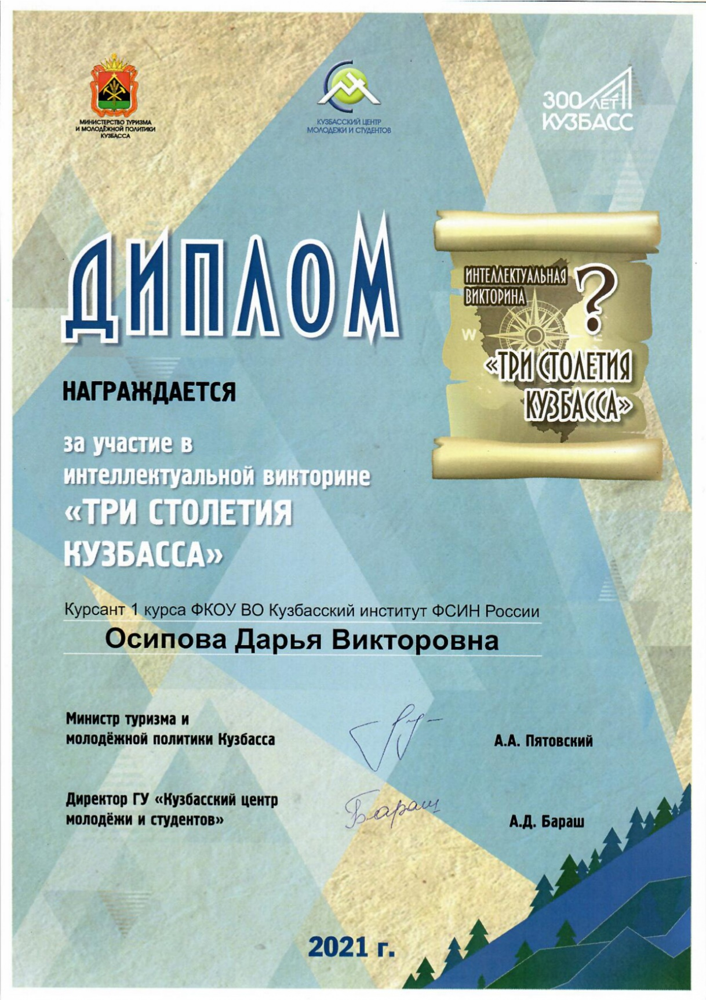 МИНИСТЕРСТВО ТУРИЗМА
И МОЛОДЁЖНОЙ ПОЛИТИКИ
КУЗБАССА
КУЗБАССКИЙ ЦЕНТР
МОЛОДЕЖИ И СТУДЕНТОВ
300 ЛЕТ
КУЗБАСС
ДИПЛОМ
ИНТЕЛЛЕКТУАЛЬНАЯ
ВИКТОРИНА
?
W E
«ТРИ СТОЛЕТИЯ
КУЗБАССА»
НАГРАЖДАЕТСЯ
за участие в
интеллектуальной викторине
«ТРИ СТОЛЕТИЯ
КУЗБАССА»
Курсант 1 курса ФКОУ ВО Кузбасский институт ФСИН России
Осипова Дарья Викторовна
Министр туризма и
молодёжной политики Кузбасса
А.А. Пятовский
Директор ГУ «Кузбасский центр
молодёжи и студентов»
Бараш
А.Д. Бараш
2021 г.